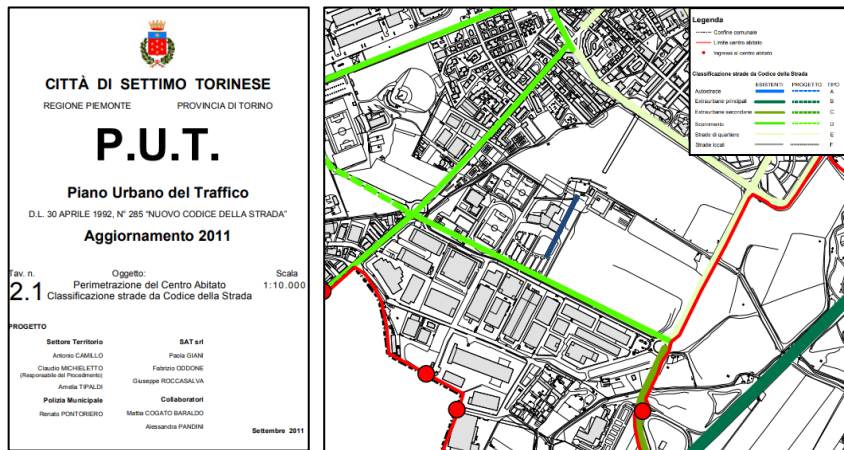 CITTÀ DI SETTIMO TORINESE
REGIONE PIEMONTE PROVINCIA DI TORINO
P.U.T.
Piano Urbano del Traffico
D.L. 30 APRILE 1992, N° 285 "NUOVO CODICE DELLA STRADA"
Aggiornamento 2011
Tav. n. Oggetto: Scala
2.1 Perimetrazione del Centro Abitato 1:10.000
Classificazione strade da Codice della Strada
PROGETTO
Settore Territorio SAT srl
Antonio CAMILLO Paola GIANI
Claudio MICHIELETTO Fabrizio ODDONE
(Responsabile del Procedimento) Giuseppe ROCCASALVA
Amelia TIPALDI
Polizia Municipale Collaboratori
Renato PONTORIERO Mattia COGATO BARALDO
Alessandra PANDINI
Settembre 2011
Legenda
Confine comunale
Limite centro abitato
Ingressi al centro abitato
Classificazione strade da Codice della Strada
ESISTENTI PROGETTO TIPO
Autostrade A
Extraurbane principali B
Extraurbane secondarie C
Scorrimento D
Strade di quartiere E
Strade locali F